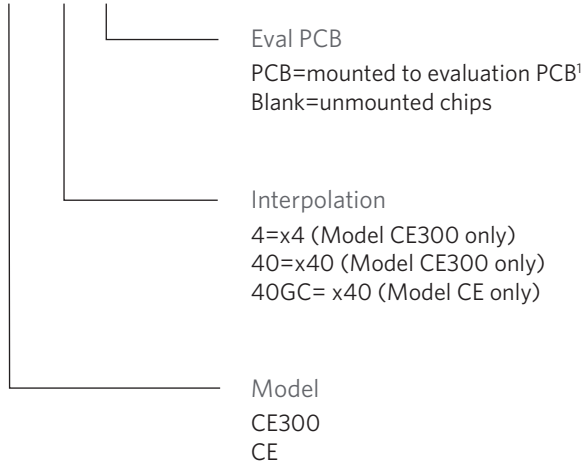 Eval PCB
PCB=mounted to evaluation PCB¹
Blank=unmounted chips
Interpolation
4=x4 (Model CE300 only)
40=x40 (Model CE300 only)
40GC= x40 (Model CE only)
Model
CE300
CE